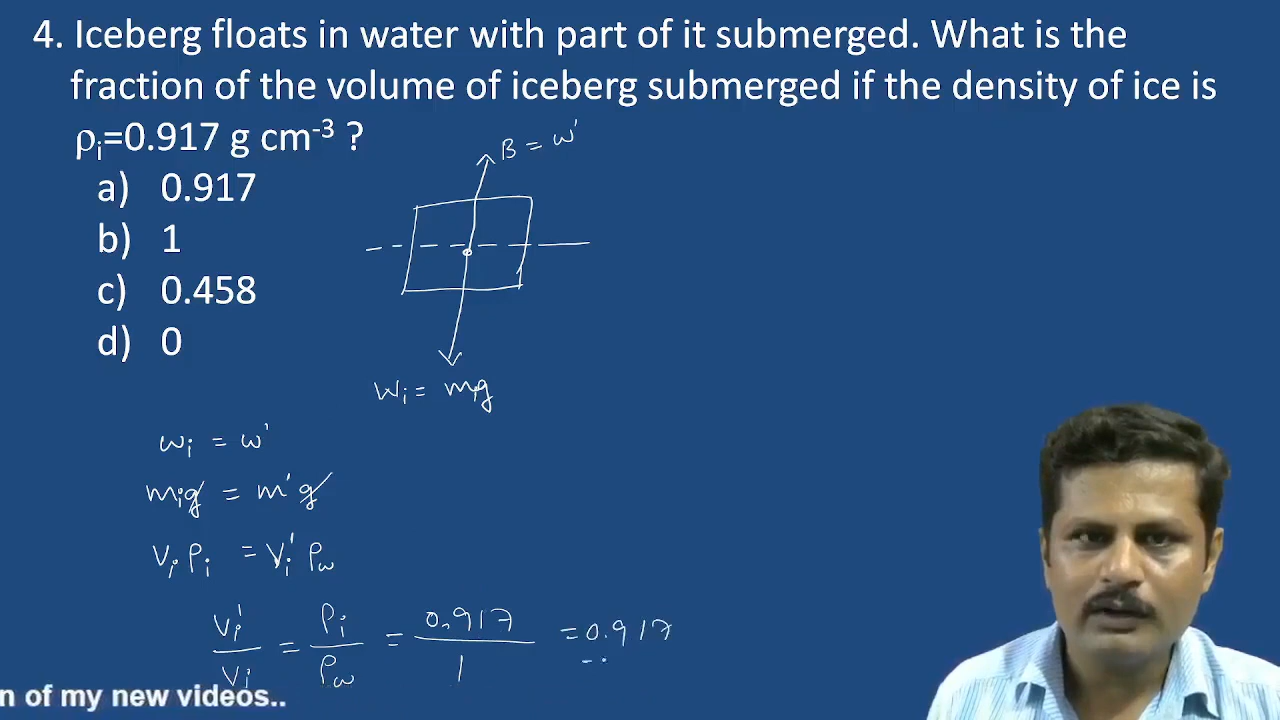 4. Iceberg floats in water with part of it submerged. What is the
fraction of the volume of iceberg submerged if the density of ice is
ρi=0.917 g cm-3 ?
a) 0.917
b) 1
c) 0.458
d) 0
B = w'
Wi = mig
wi = w'
mig = m'g
Vi ρi = Vi' ρw
Vi'/Vi = ρi/ρw = 0.917/1 = 0.917
n of my new videos..